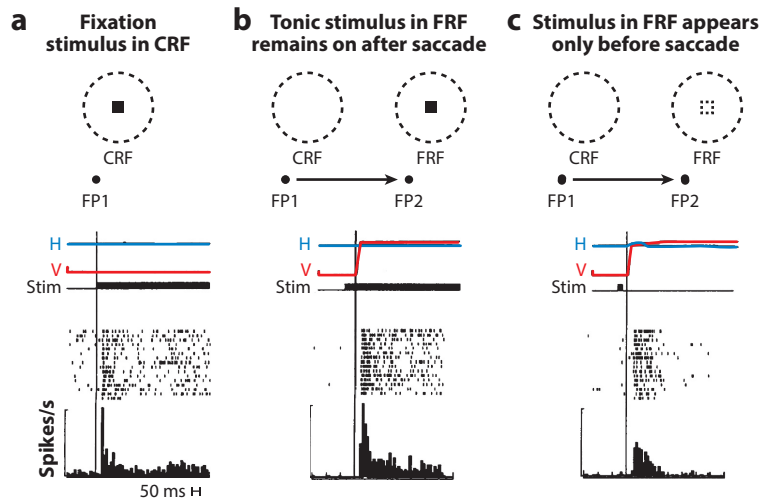 a Fixation
stimulus in CRF
CRF
FP1
H
V
Stim
Spikes/s
50 ms
b Tonic stimulus in FRF
remains on after saccade
CRF
FRF
FP1
FP2
H
V
Stim
c Stimulus in FRF appears
only before saccade
CRF
FRF
FP1
FP2
H
V
Stim